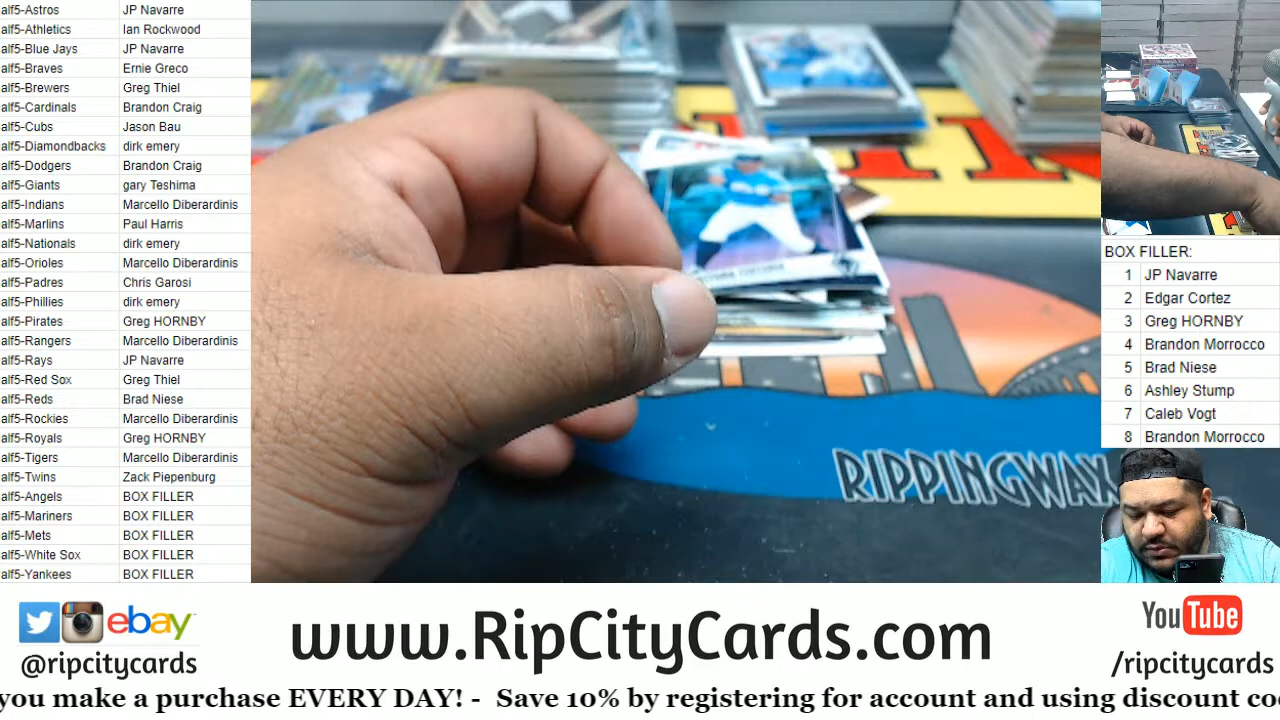 alf5-Astros JP Navarre
alf5-Athletics Ian Rockwood
alf5-Blue Jays JP Navarre
alf5-Braves Ernie Greco
alf5-Brewers Greg Thiel
alf5-Cardinals Brandon Craig
alf5-Cubs Jason Bau
alf5-Diamondbacks dirk emery
alf5-Dodgers Brandon Craig
alf5-Giants gary Teshima
alf5-Indians Marcello Diberardinis
alf5-Marlins Paul Harris
alf5-Nationals dirk emery
alf5-Orioles Marcello Diberardinis
alf5-Padres Chris Garosi
alf5-Phillies dirk emery
alf5-Pirates Greg HORNBY
alf5-Rangers Marcello Diberardinis
alf5-Rays JP Navarre
alf5-Red Sox Greg Thiel
alf5-Reds Brad Niese
alf5-Rockies Marcello Diberardinis
alf5-Royals Greg HORNBY
alf5-Tigers Marcello Diberardinis
alf5-Twins Zack Piepenburg
alf5-Angels BOX FILLER
alf5-Mariners BOX FILLER
alf5-Mets BOX FILLER
alf5-White Sox BOX FILLER
alf5-Yankees BOX FILLER
RIPPINGWAX
BOX FILLER:
1 JP Navarre
2 Edgar Cortez
3 Greg HORNBY
4 Brandon Morrocco
5 Brad Niese
6 Ashley Stump
7 Caleb Vogt
8 Brandon Morrocco
ebay
@ripcitycards
www.RipCityCards.com
YouTube
/ripcitycards
you make a purchase EVERY DAY! - Save 10% by registering for account and using discount co